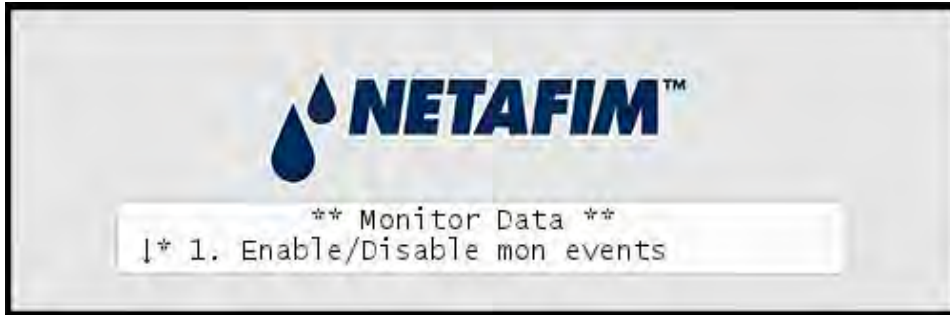 NETAFIM™
** Monitor Data **
↓* 1. Enable/Disable mon events